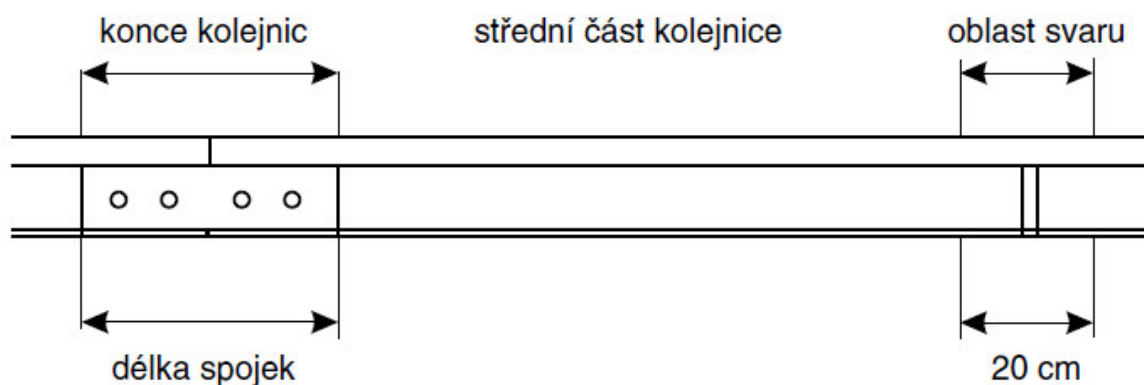 konce kolejnic
střední část kolejnice
oblast svaru
délka spojek
20 cm